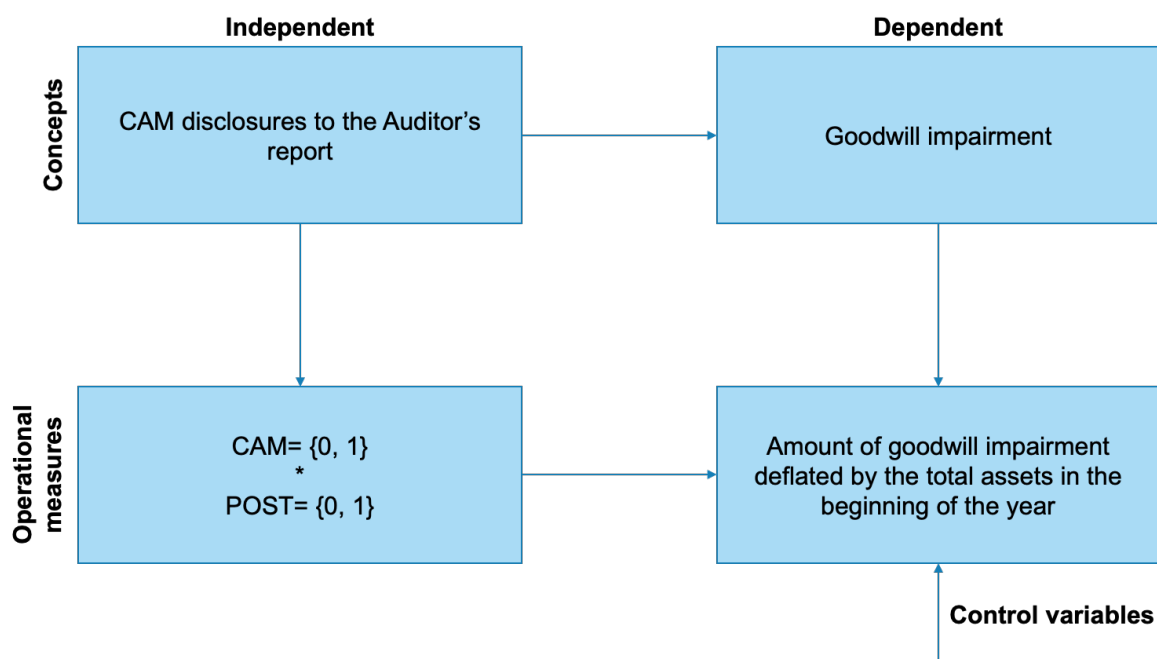 Independent
Dependent
Concepts
CAM disclosures to the Auditor’s
report
Goodwill impairment
Operational
measures
CAM= {0, 1}
*
POST= {0, 1}
Amount of goodwill impairment
deflated by the total assets in the
beginning of the year
Control variables